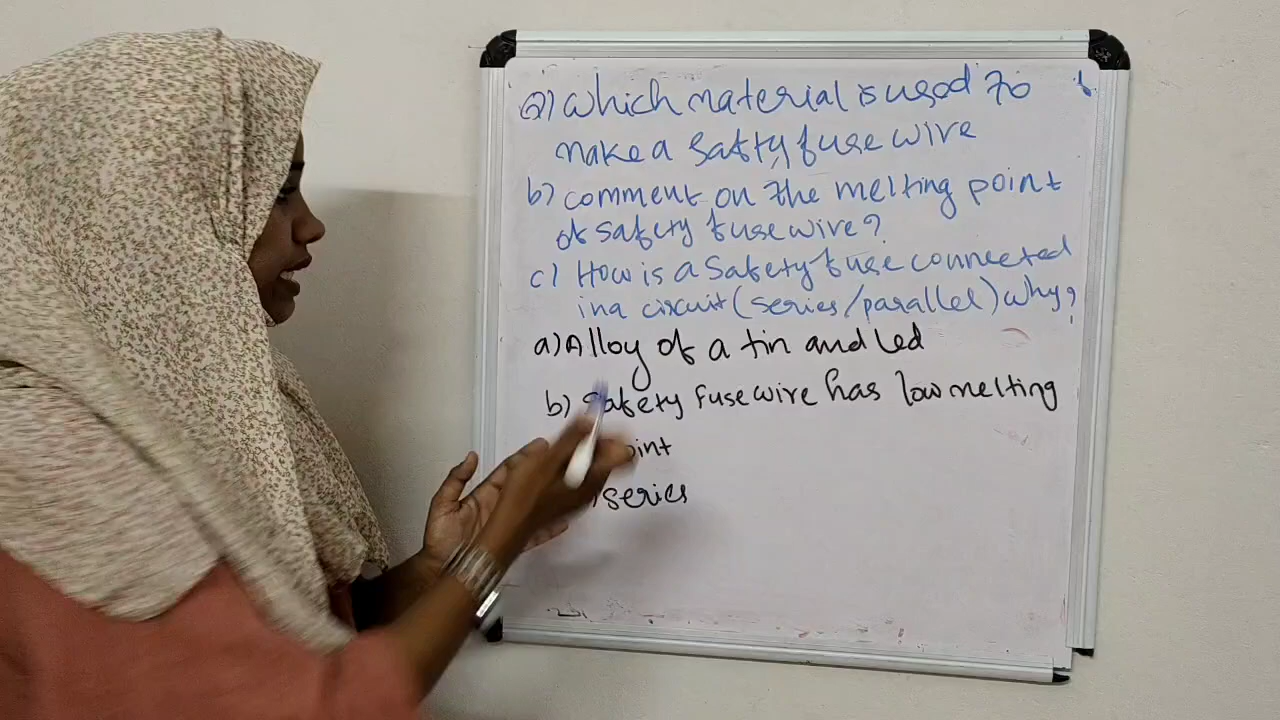 Q) Which material is used to
make a safty fuse wire
b) comment on the melting point
of safety fuse wire?
c) How is a safety fuse connected
in a circuit (series/parallel) why?
a) Alloy of a tin and led
b) Safety fuse wire has low melting
oint
) series